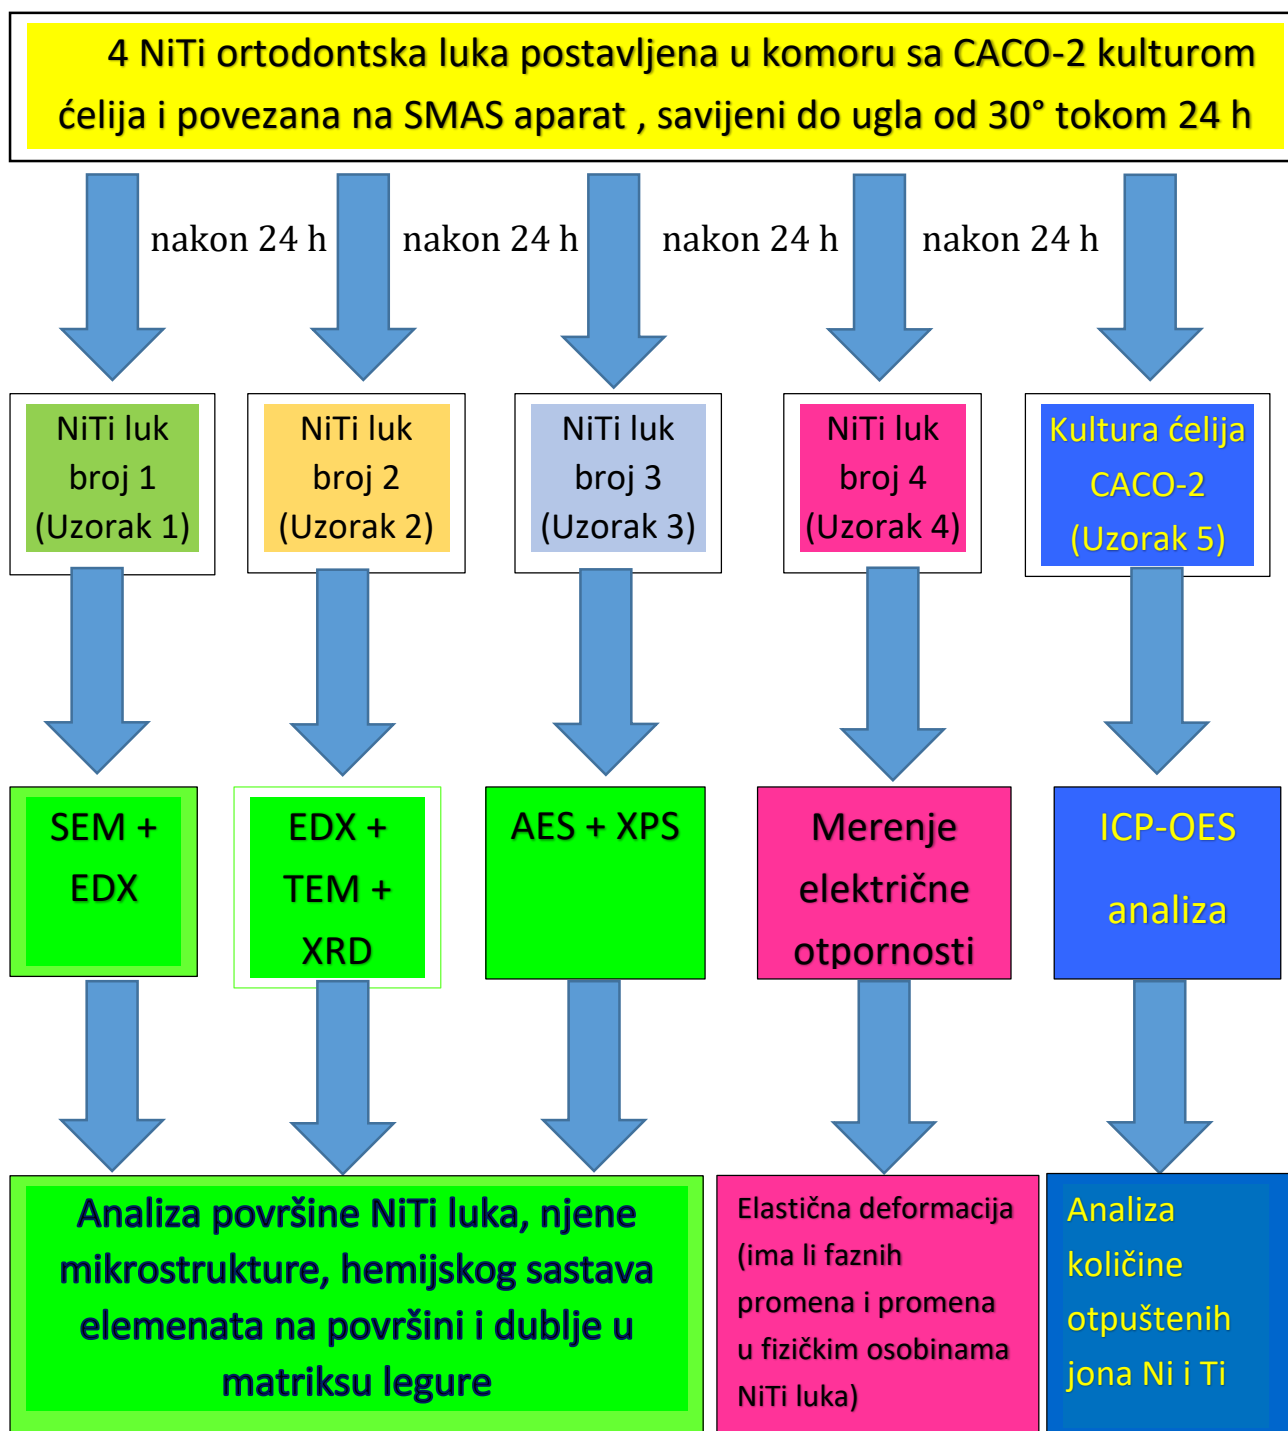 4 NiTi ortodontska luka postavljena u komoru sa CACO-2 kulturom
ćelija i povezana na SMAS aparat , savijeni do ugla od 30° tokom 24 h
nakon 24 h
nakon 24 h
nakon 24 h
nakon 24 h
NiTi luk
broj 1
(Uzorak 1)
NiTi luk
broj 2
(Uzorak 2)
NiTi luk
broj 3
(Uzorak 3)
NiTi luk
broj 4
(Uzorak 4)
Kultura ćelija
CACO-2
(Uzorak 5)
SEM +
EDX
EDX +
TEM +
XRD
AES + XPS
Merenje
električne
otpornosti
ICP-OES
analiza
Analiza površine NiTi luka, njene
mikrostrukture, hemijskog sastava
elemenata na površini i dublje u
matriksu legure
Elastična deformacija
(ima li faznih
promena i promena
u fizičkim osobinama
NiTi luka)
Analiza
količine
otpuštenih
jona Ni i Ti